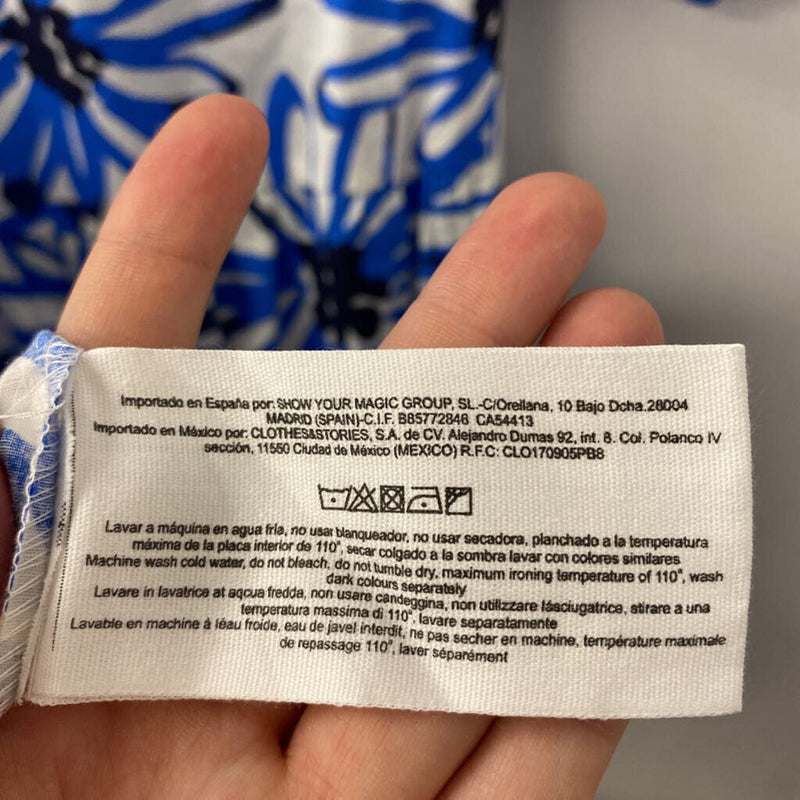 Importado en España por: SHOW YOUR MAGIC GROUP, SL.-C/Orellana, 10 Bajo Dcha.28004
MADRID (SPAIN)-C.I.F. B85772846 CA54413
Importado en México por: CLOTHES&STORIES, S.A. de CV. Alejandro Dumas 92, int. 8. Col. Polanco IV
sección, 11550 Ciudad de México (MEXICO) R.F.C: CLO170905PB8
Lavar a máquina en agua fría, no usar blanqueador, no usar secadora, planchado a la temperatura
máxima de la placa interior de 110°, secar colgado a la sombra lavar con colores similares
Machine wash cold water, do not bleach, do not tumble dry, maximum ironing temperature of 110°, wash
dark colours separately
Lavare in lavatrice at aqcua fredda, non usere candeggina, non utilizzare lásciugatrice, stirare a una
temperatura massima di 110°, lavare separatamente
Lavable en machine à léau froide, eau de javel interdit, ne pas secher en machine, température maximale
de repassage 110°, laver séparément